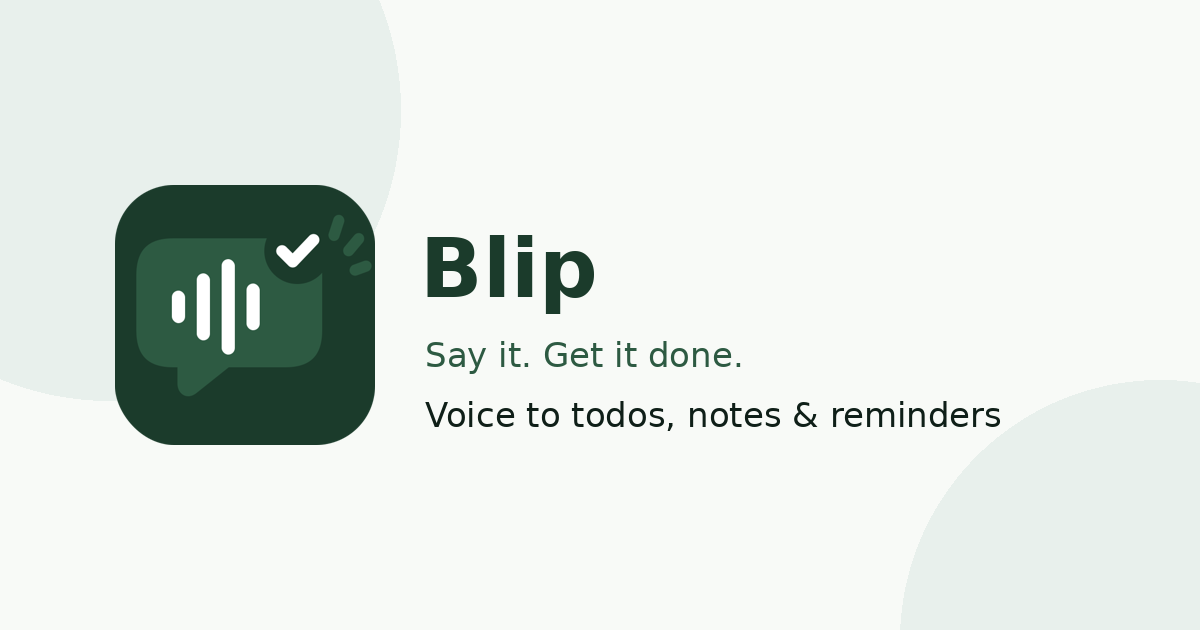 Blip
Say it. Get it done.
Voice to todos, notes & reminders